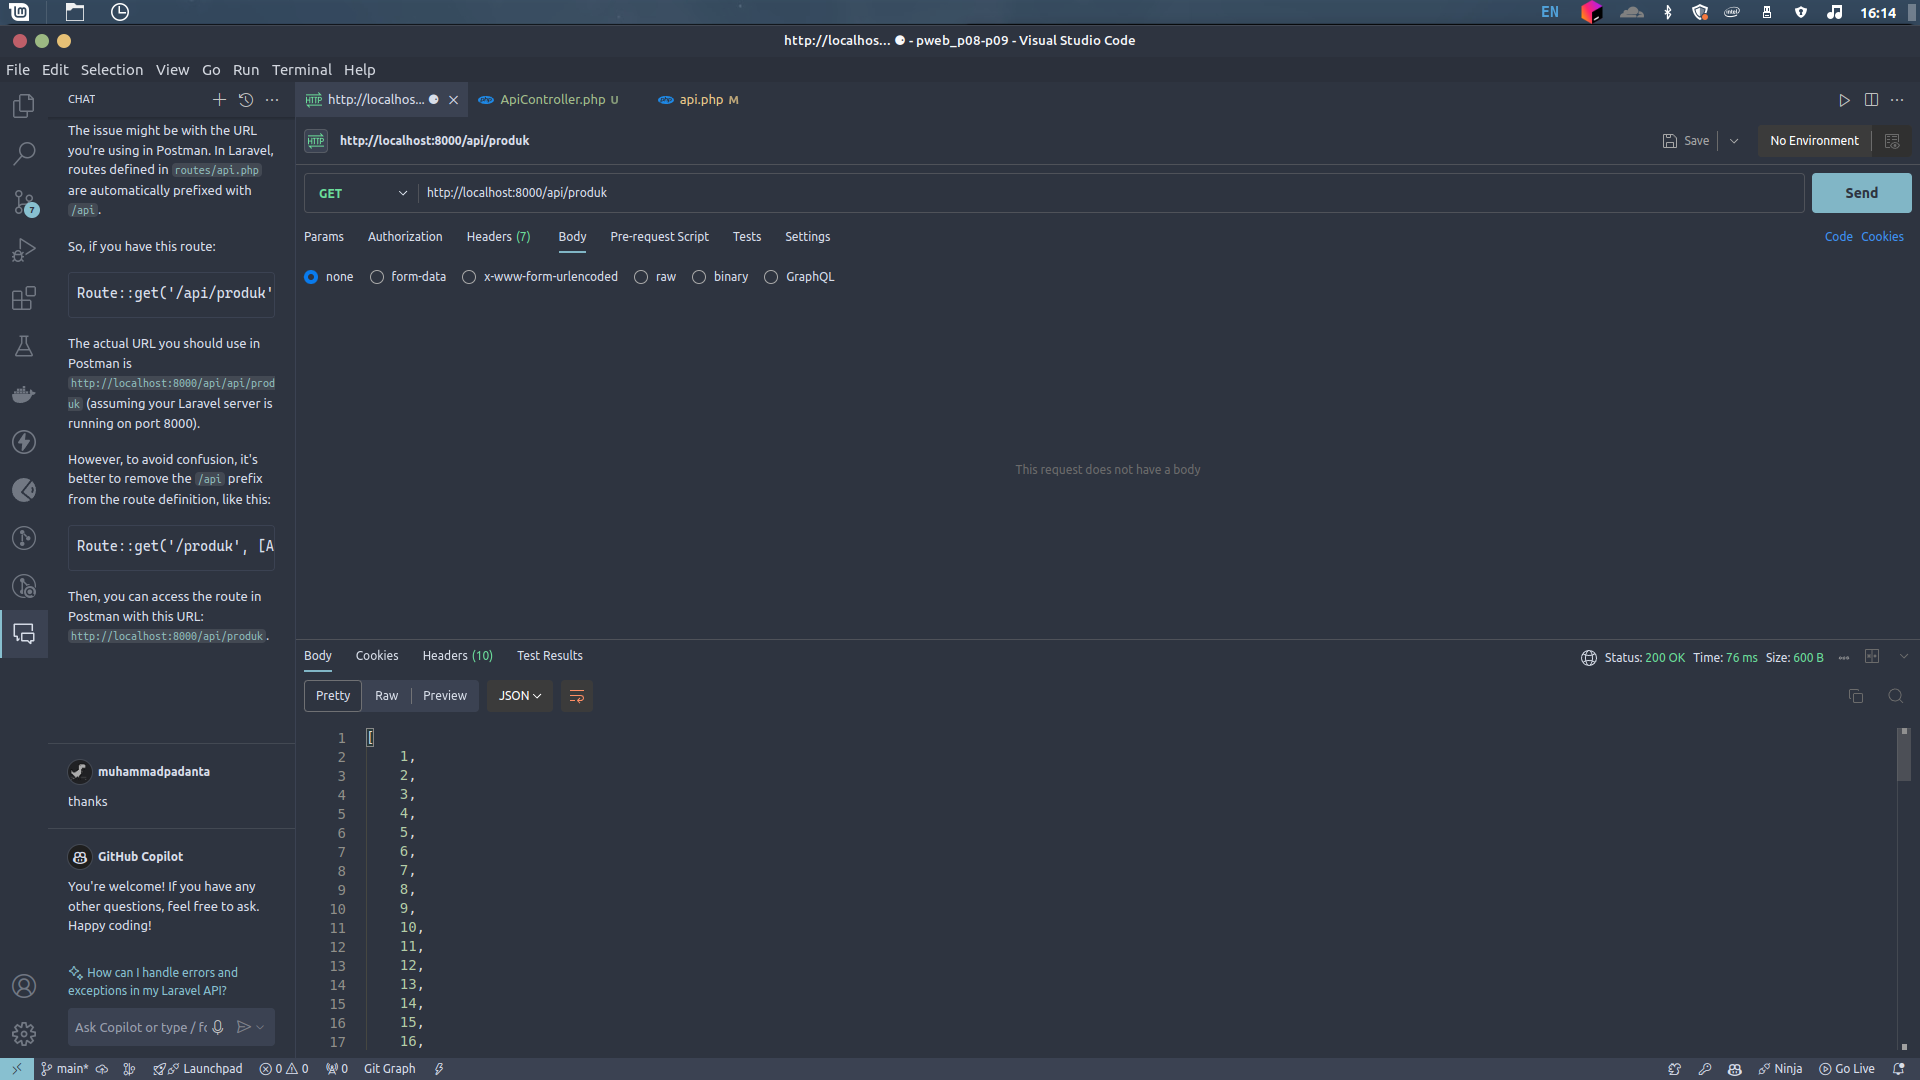 EN
16:14
http://localhos... ● - pweb_p08-p09 - Visual Studio Code
File Edit Selection View Go Run Terminal Help
CHAT
The issue might be with the URL
you're using in Postman. In Laravel,
routes defined in routes/api.php
are automatically prefixed with
/api.
So, if you have this route:
Route::get('/api/produk'
The actual URL you should use in
Postman is
http://localhost:8000/api/api/prod
uk (assuming your Laravel server is
running on port 8000).
However, to avoid confusion, it's
better to remove the /api prefix
from the route definition, like this:
Route::get('/produk', [A
Then, you can access the route in
Postman with this URL:
http://localhost:8000/api/produk.
muhammadpadanta
thanks
GitHub Copilot
You're welcome! If you have any
other questions, feel free to ask.
Happy coding!
How can I handle errors and
exceptions in my Laravel API?
Ask Copilot or type / fo
7
HTTP http://localhos... ApiController.php U api.php M
HTTP http://localhost:8000/api/produk
Save No Environment
GET http://localhost:8000/api/produk Send
Params Authorization Headers (7) Body Pre-request Script Tests Settings Code Cookies
none form-data x-www-form-urlencoded raw binary GraphQL
This request does not have a body
Body Cookies Headers (10) Test Results Status: 200 OK Time: 76 ms Size: 600 B
Pretty Raw Preview JSON
1 [
2 1,
3 2,
4 3,
5 4,
6 5,
7 6,
8 7,
9 8,
10 9,
11 10,
12 11,
13 12,
14 13,
15 14,
16 15,
17 16,
main* Launchpad 0 0 0 Git Graph Ninja Go Live